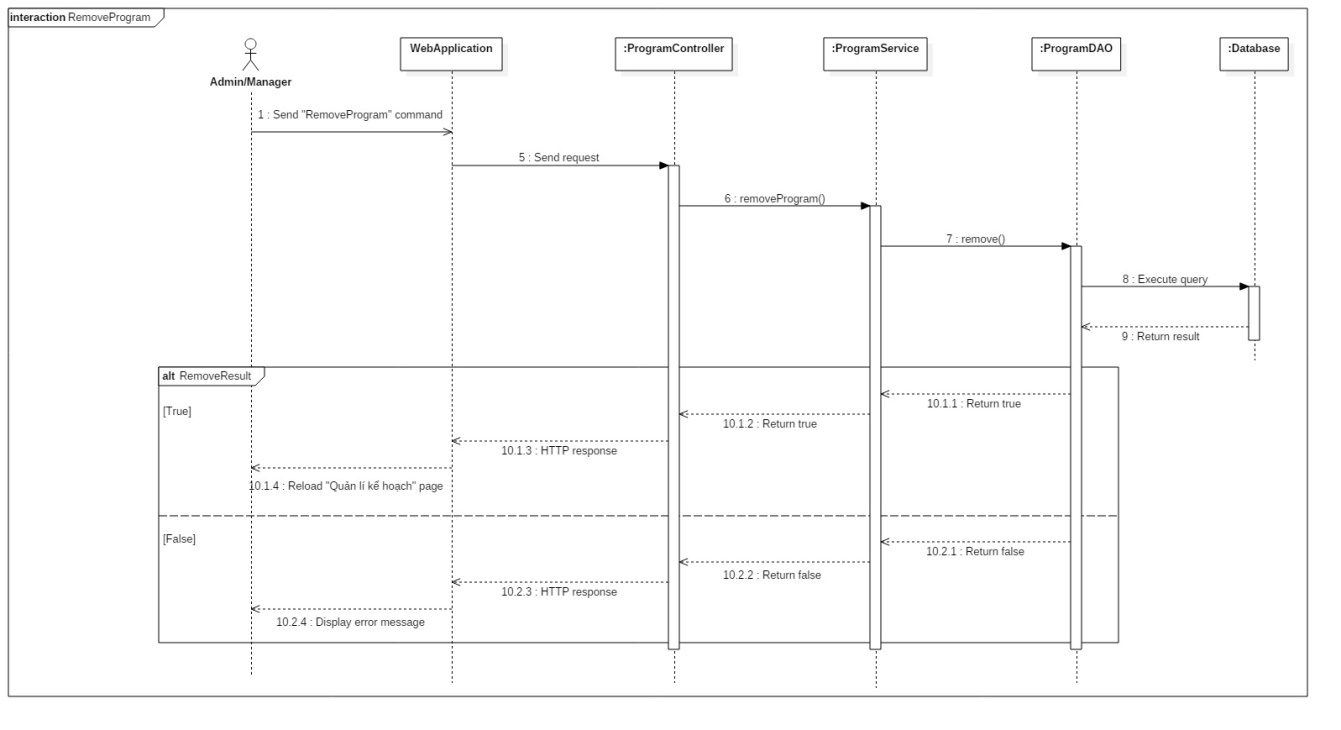 interaction RemoveProgram
Admin/Manager
WebApplication
:ProgramController
:ProgramService
:ProgramDAO
:Database
1 : Send "RemoveProgram" command
5 : Send request
6 : removeProgram()
7 : remove()
8 : Execute query
9 : Return result
alt RemoveResult
[True]
10.1.1 : Return true
10.1.2 : Return true
10.1.3 : HTTP response
10.1.4 : Reload "Quản lí kế hoạch" page
[False]
10.2.1 : Return false
10.2.2 : Return false
10.2.3 : HTTP response
10.2.4 : Display error message